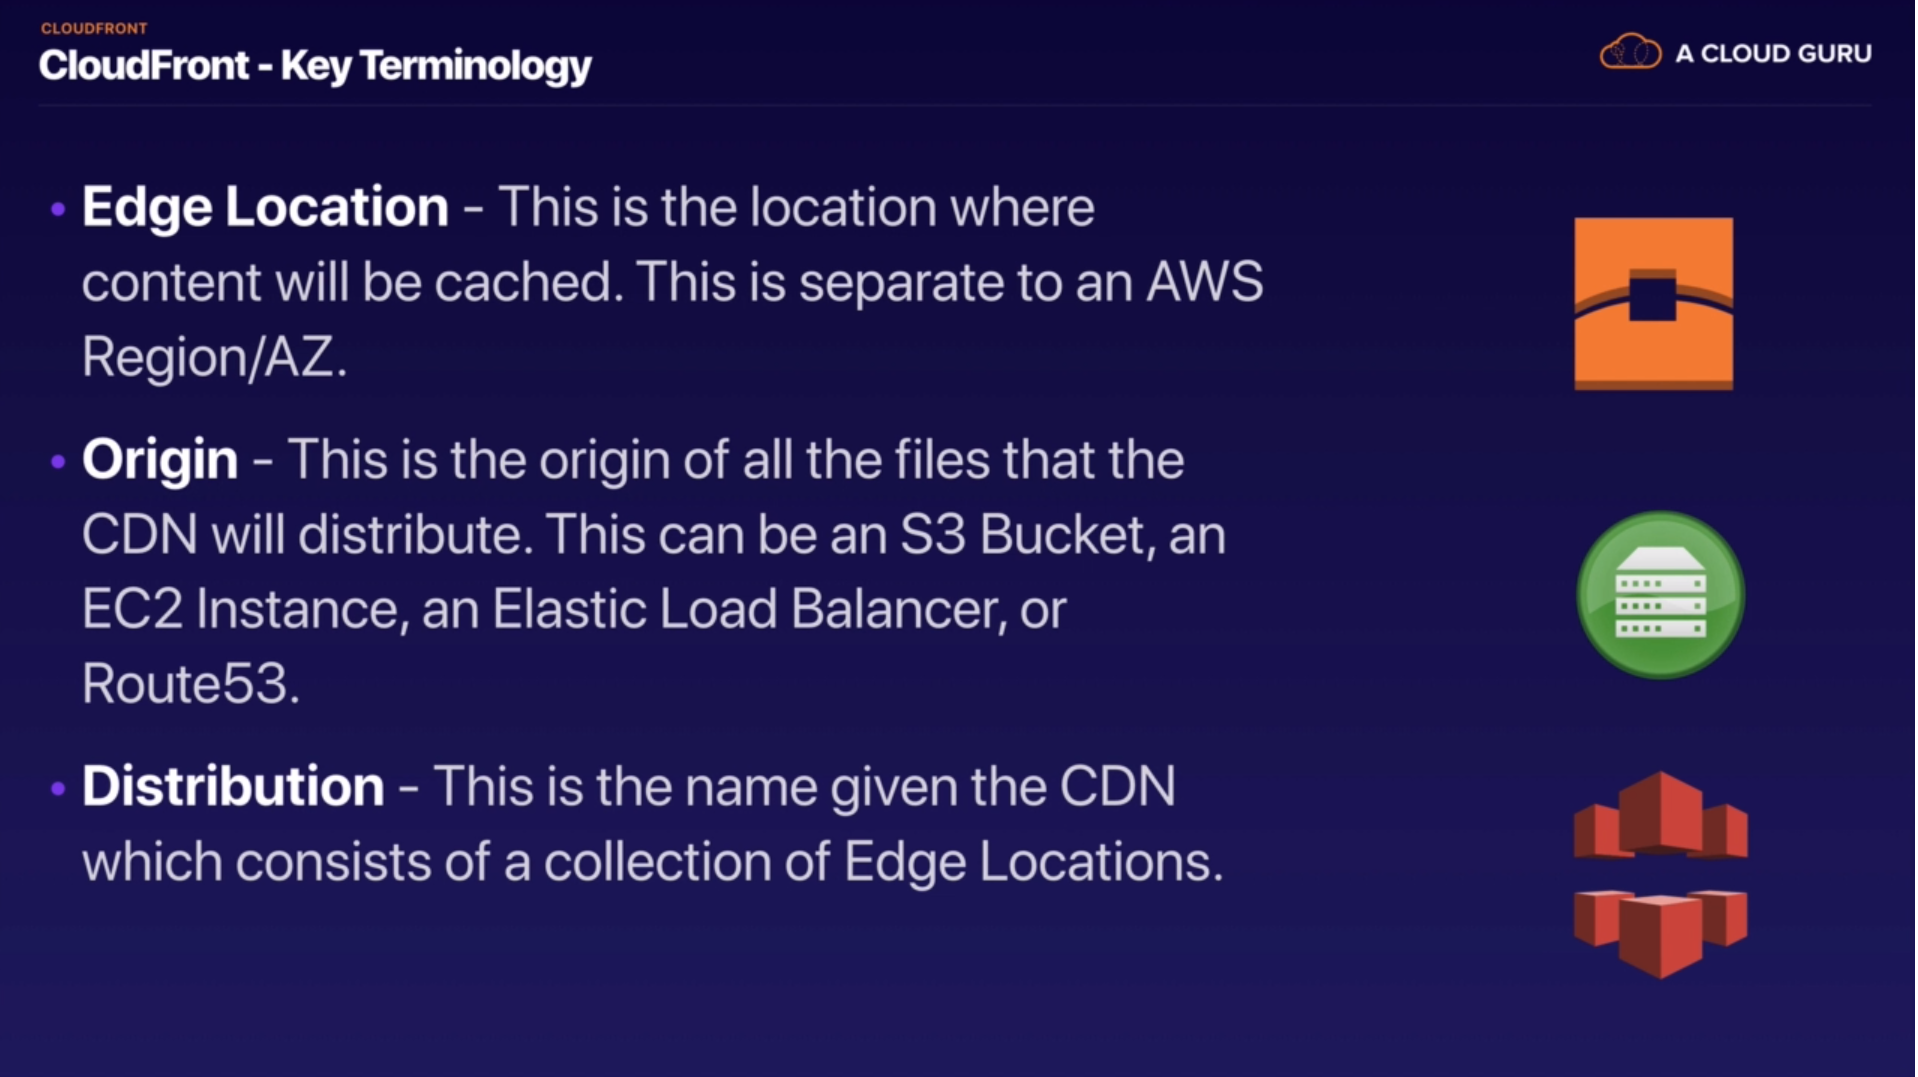 CLOUDFRONT
CloudFront - Key Terminology
A CLOUD GURU
• Edge Location - This is the location where
content will be cached. This is separate to an AWS
Region/AZ.
• Origin - This is the origin of all the files that the
CDN will distribute. This can be an S3 Bucket, an
EC2 Instance, an Elastic Load Balancer, or
Route53.
• Distribution - This is the name given the CDN
which consists of a collection of Edge Locations.